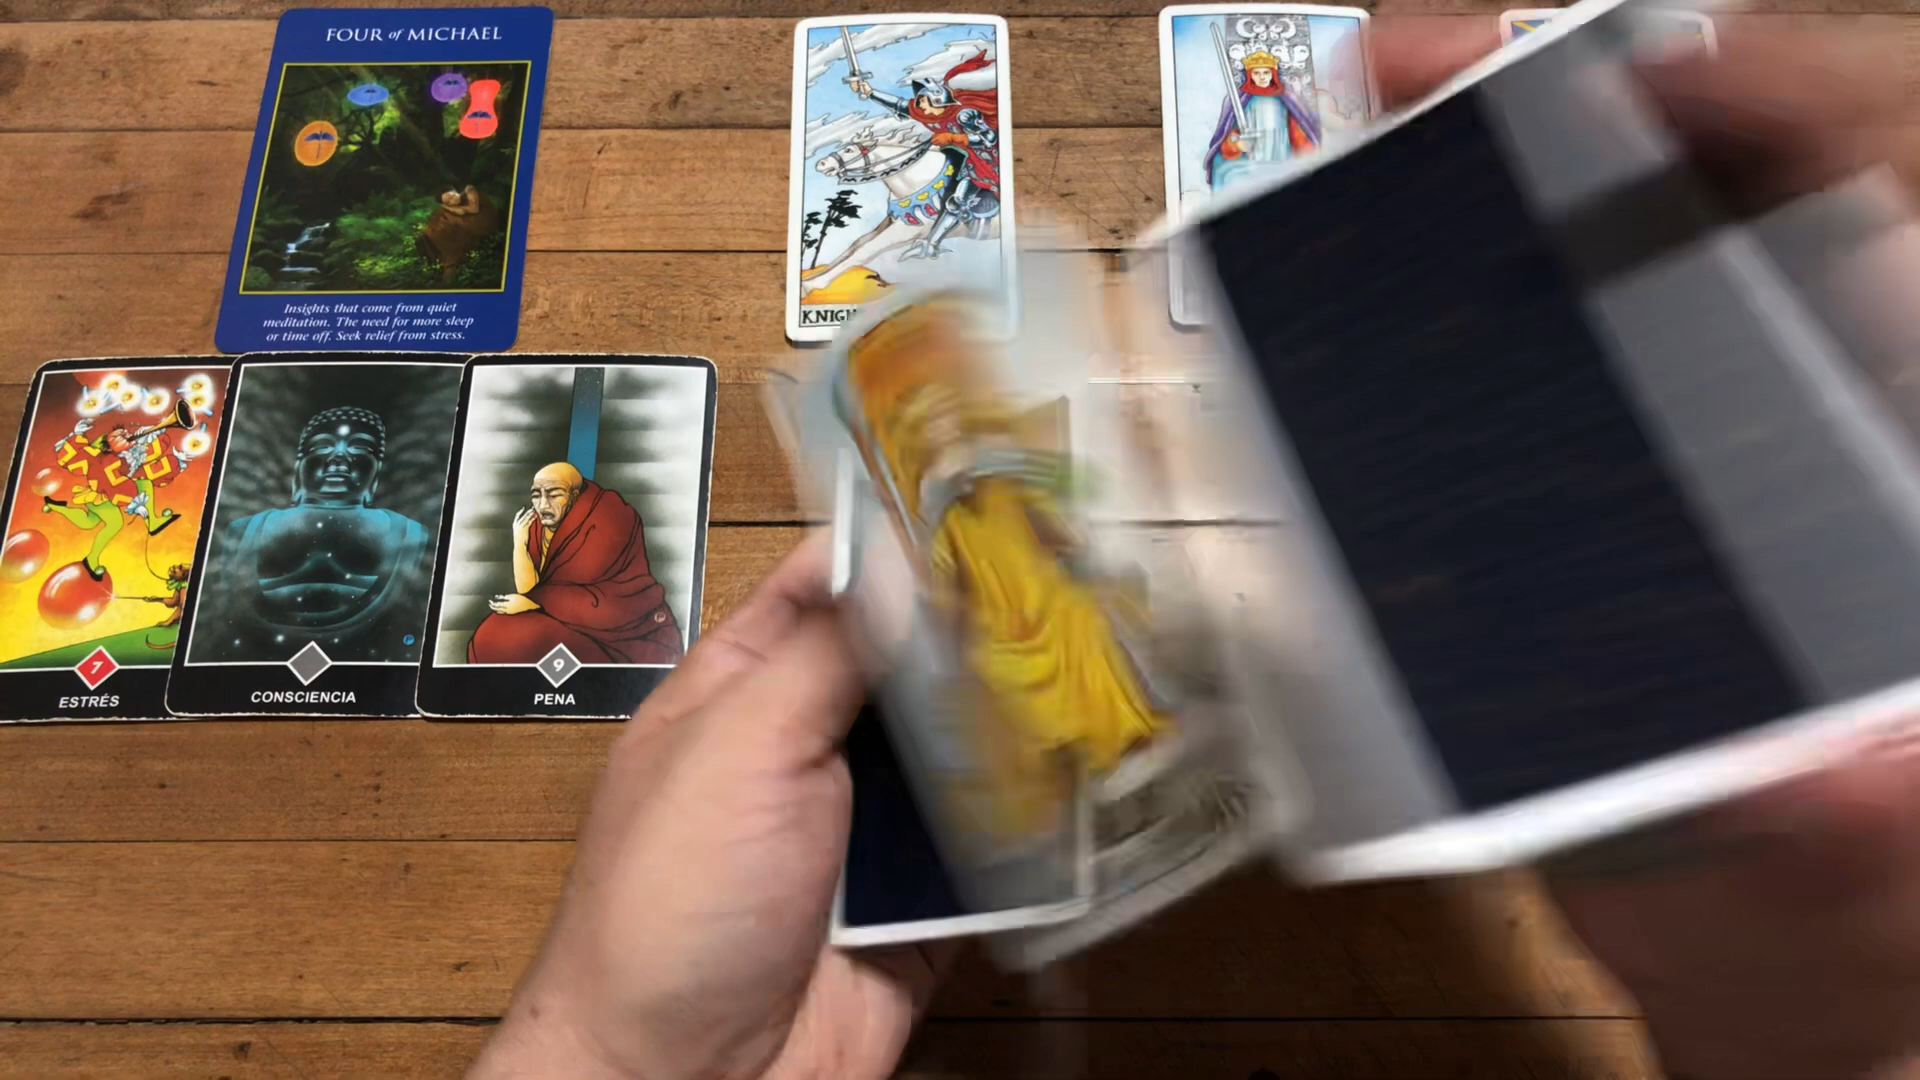 FOUR of MICHAEL
Insights that come from quiet
meditation. The need for more sleep
or time off. Seek relief from stress.
KNIGH
7
ESTRÉS
CONSCIENCIA
9
PENA